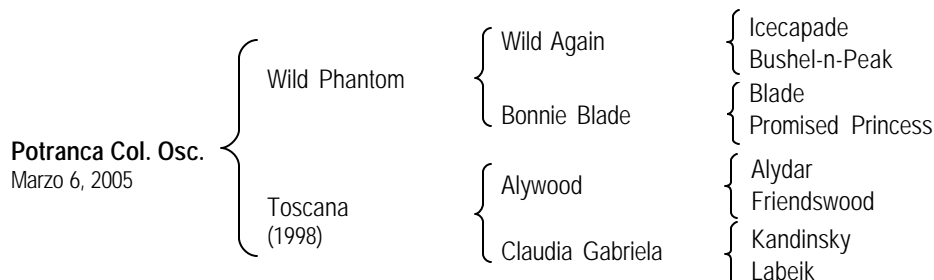 Potranca Col. Osc.
Marzo 6, 2005
Wild Phantom
Toscana
(1998)
Wild Again
Bonnie Blade
Alywood
Claudia Gabriela
Icecapade
Bushel-n-Peak
Blade
Promised Princess
Alydar
Friendswood
Kandinsky
Labeik